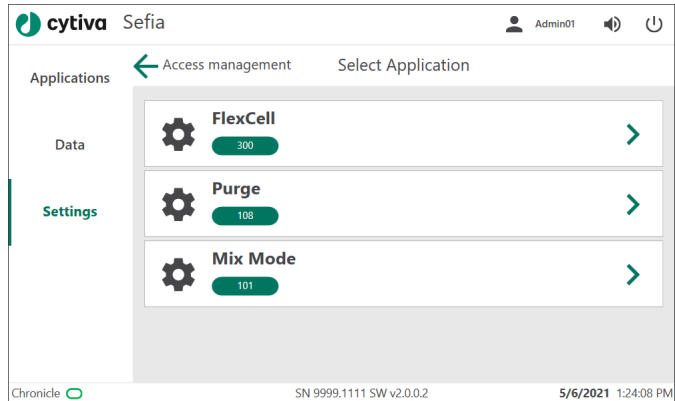 cytiva Sefia Admin01
Applications
Data
Settings
Access management Select Application
FlexCell
300
Purge
108
Mix Mode
101
Chronicle SN 9999.1111 SW v2.0.0.2 5/6/2021 1:24:08 PM